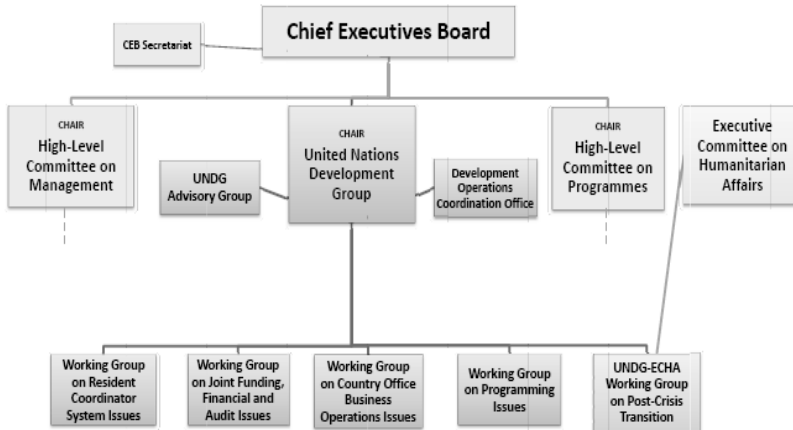 Chief Executives Board
CEB Secretariat
CHAIR
High-Level
Committee on
Management
CHAIR
United Nations
Development
Group
CHAIR
High-Level
Committee on
Programmes
Executive
Committee on
Humanitarian
Affairs
UNDG
Advisory Group
Development
Operations
Coordination Office
Working Group
on Resident
Coordinator
System Issues
Working Group
on Joint Funding,
Financial and
Audit Issues
Working Group
on Country Office
Business
Operations Issues
Working Group
on Programming
Issues
UNDG-ECHA
Working Group
on Post-Crisis
Transition